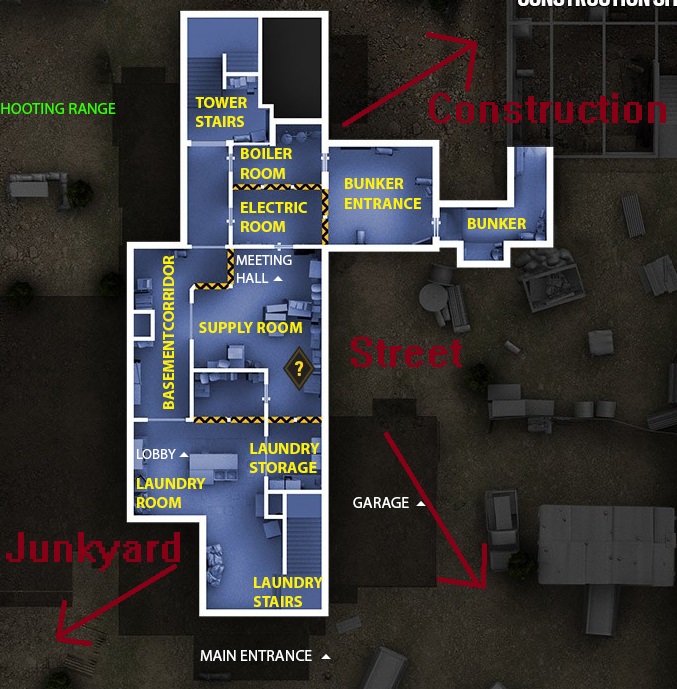 CONSTRUCTION SI
HOOTING RANGE
Construction
TOWER
STAIRS
BOILER
ROOM
BUNKER
ENTRANCE
ELECTRIC
ROOM
BUNKER
MEETING
HALL ▲
BASEMENTCORRIDOR
SUPPLY ROOM
Street
?
LOBBY ▲
LAUNDRY
STORAGE
LAUNDRY
ROOM
GARAGE ▲
Junkyard
LAUNDRY
STAIRS
MAIN ENTRANCE ▲